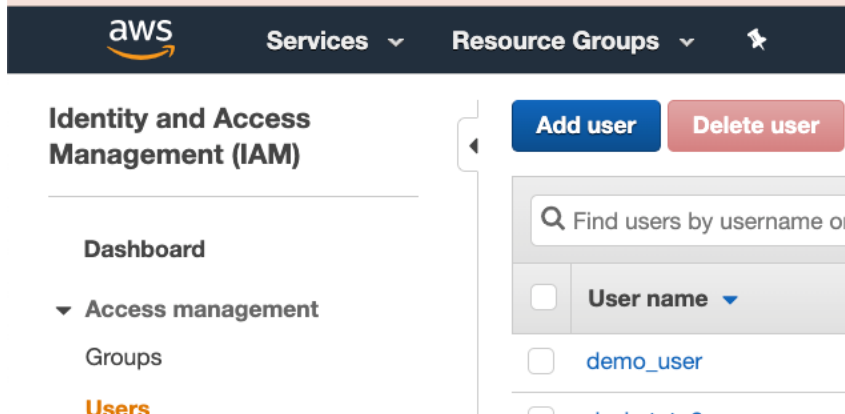 aws
Services
Resource Groups
Identity and Access
Management (IAM)
Add user
Delete user
Find users by username
User name
Dashboard
Access management
demo_user
Groups
Users